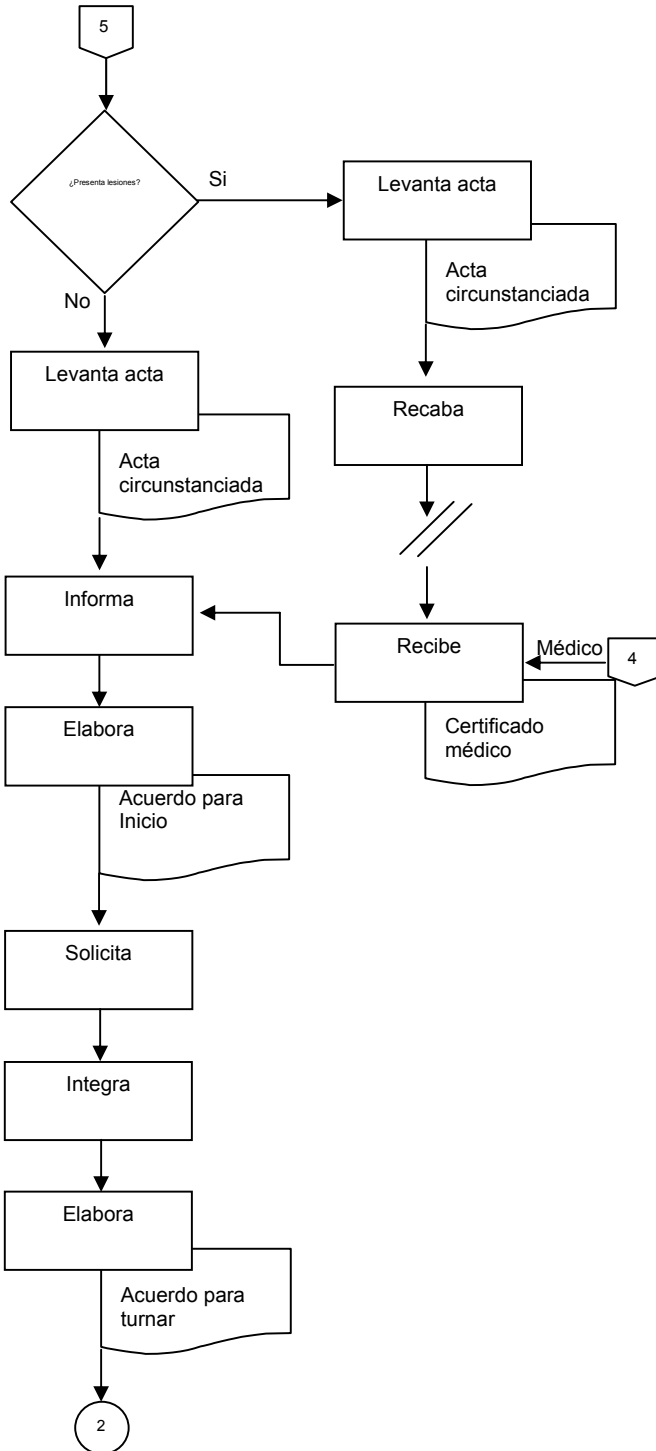 5
¿Presenta lesiones?
Si
Levanta acta
Acta
circunstanciada
No
Levanta acta
Recaba
Acta
circunstanciada
Informa
Recibe
Médico
4
Elabora
Certificado
médico
Acuerdo para
Inicio
Solicita
Integra
Elabora
Acuerdo para
turnar
2